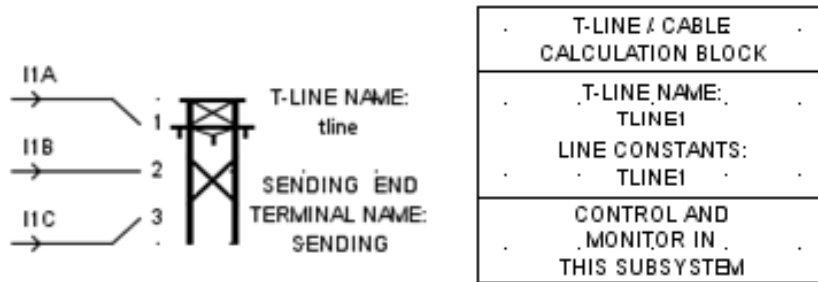 I1A
1
I1B
2
I1C
3
T-LINE NAME:
tline
SENDING END
TERMINAL NAME:
SENDING
T-LINE / CABLE
CALCULATION BLOCK
T-LINE NAME:
TLINE1
LINE CONSTANTS:
TLINE1
CONTROL AND
MONITOR IN
THIS SUBSYSTEM